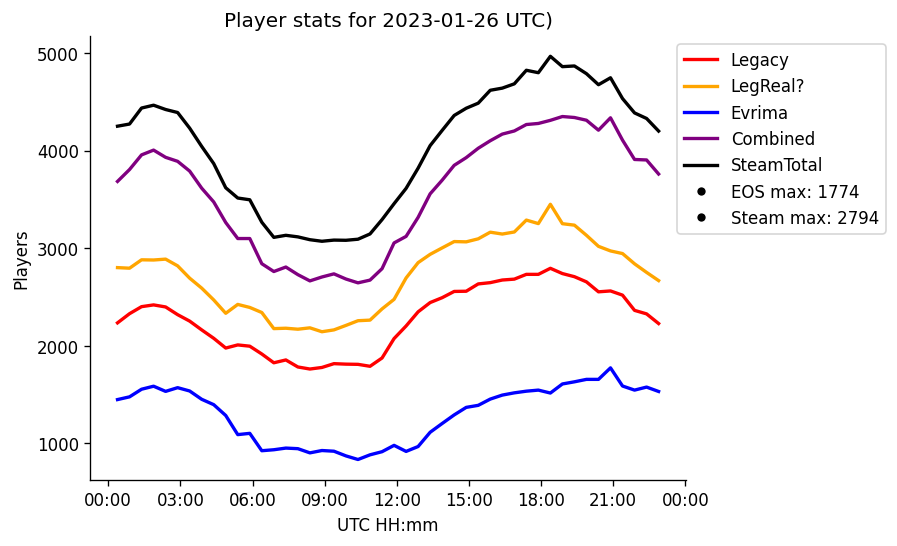 Player stats for 2023-01-26 UTC)
Players
5000
4000
3000
2000
1000
00:00 03:00 06:00 09:00 12:00 15:00 18:00 21:00 00:00
UTC HH:mm
Legacy
LegReal?
Evrima
Combined
SteamTotal
EOS max: 1774
Steam max: 2794